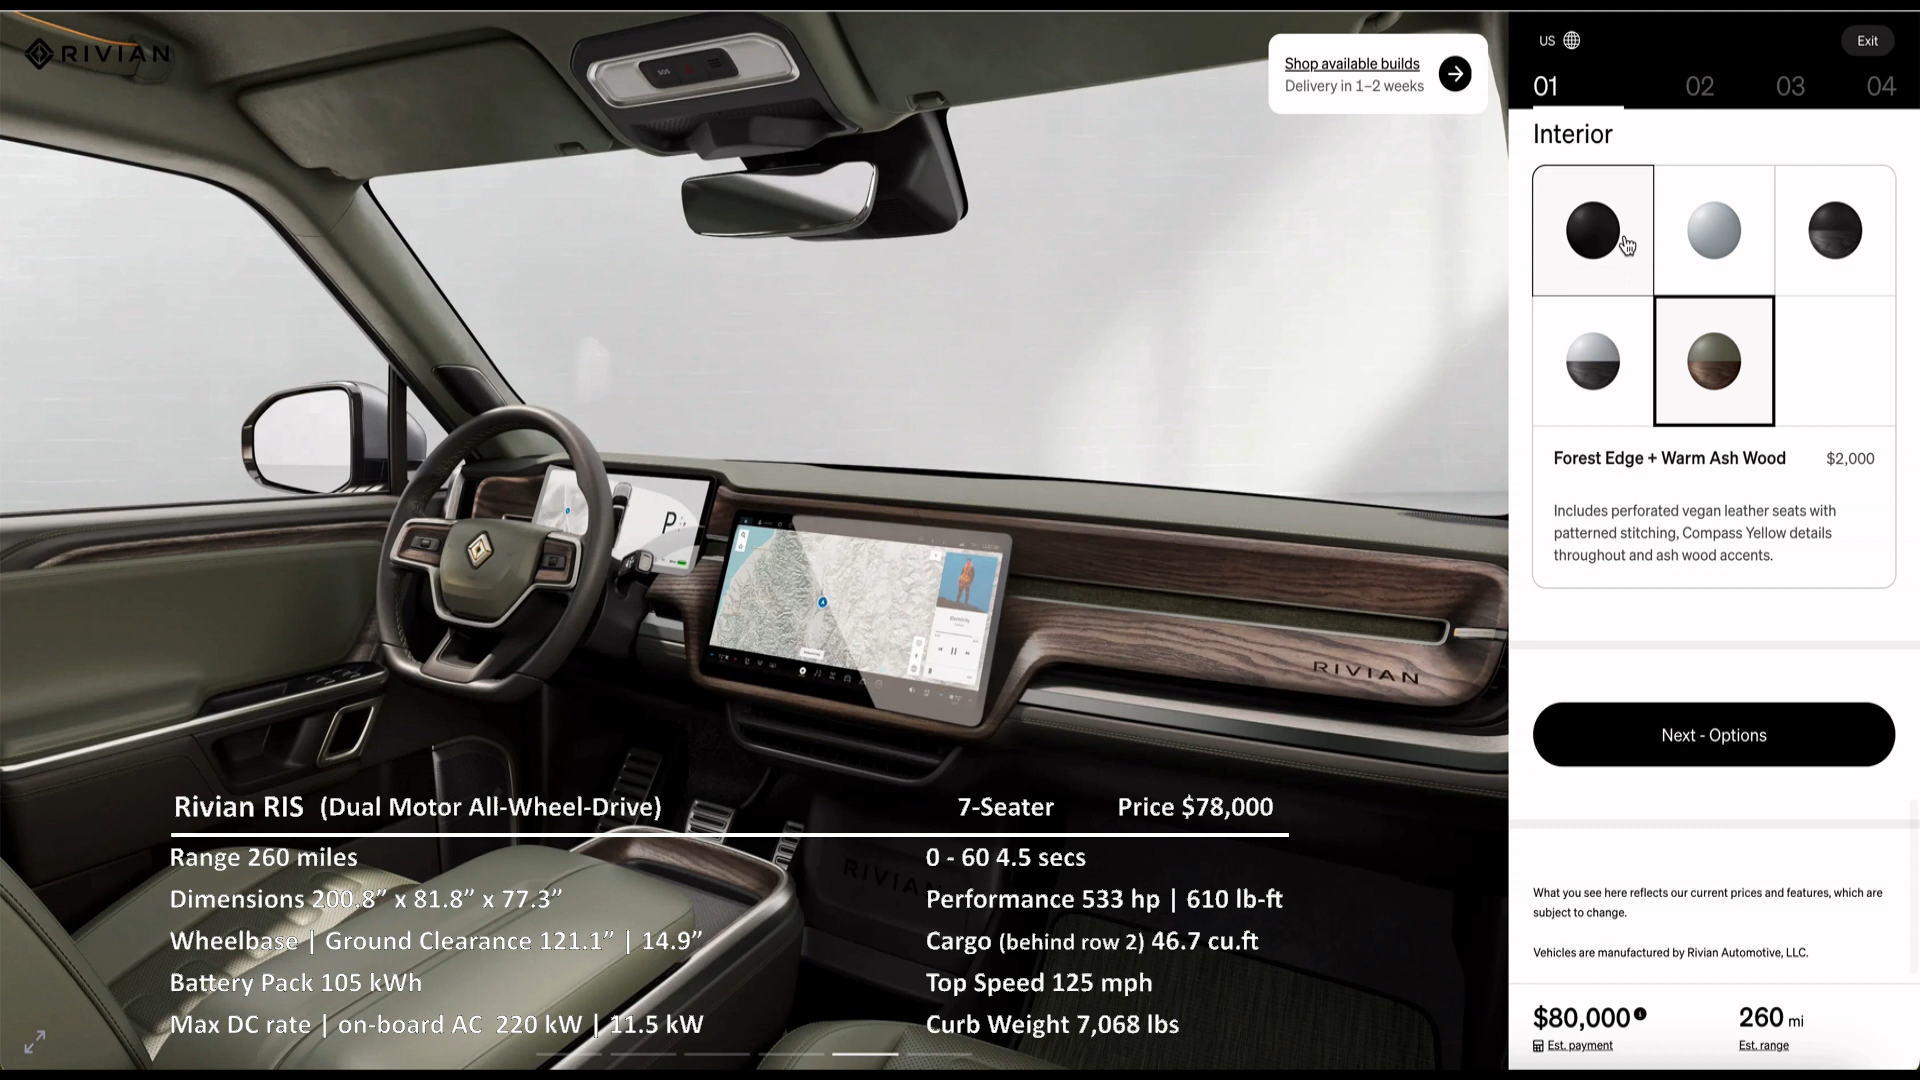 RIVIAN
SOS
Shop available builds
Delivery in 1–2 weeks
US
Exit
01 02 03 04
Interior
Forest Edge + Warm Ash Wood $2,000
Includes perforated vegan leather seats with
patterned stitching, Compass Yellow details
throughout and ash wood accents.
Next - Options
What you see here reflects our current prices and features, which are
subject to change.
Vehicles are manufactured by Rivian Automotive, LLC.
$80,000 260 mi
Est. payment Est. range
P
Electricity
RIVIAN
RIVIAN
Rivian RIS (Dual Motor All-Wheel-Drive) 7-Seater Price $78,000
Range 260 miles 0 - 60 4.5 secs
Dimensions 200.8” x 81.8” x 77.3” Performance 533 hp | 610 lb-ft
Wheelbase | Ground Clearance 121.1” | 14.9” Cargo (behind row 2) 46.7 cu.ft
Battery Pack 105 kWh Top Speed 125 mph
Max DC rate | on-board AC 220 kW | 11.5 kW Curb Weight 7,068 lbs